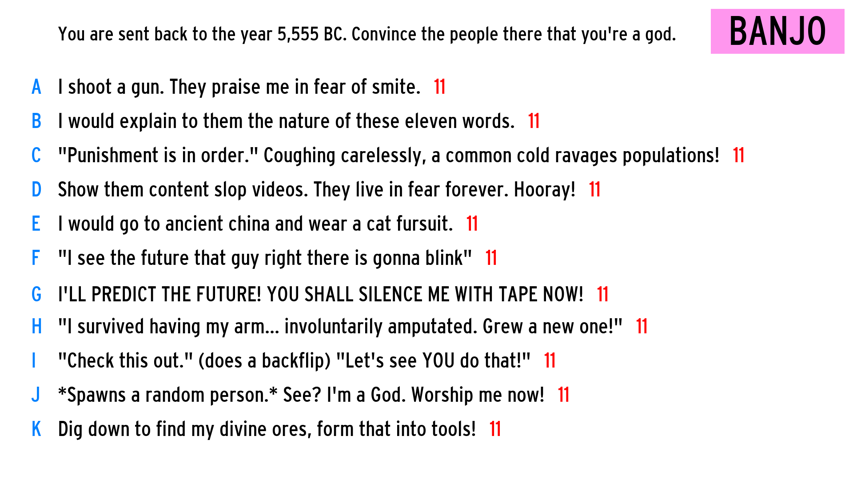 You are sent back to the year 5,555 BC. Convince the people there that you're a god.
BANJO
A I shoot a gun. They praise me in fear of smite. 11
B I would explain to them the nature of these eleven words. 11
C "Punishment is in order." Coughing carelessly, a common cold ravages populations! 11
D Show them content slop videos. They live in fear forever. Hooray! 11
E I would go to ancient china and wear a cat fursuit. 11
F "I see the future that guy right there is gonna blink" 11
G I'LL PREDICT THE FUTURE! YOU SHALL SILENCE ME WITH TAPE NOW! 11
H "I survived having my arm... involuntarily amputated. Grew a new one!" 11
I "Check this out." (does a backflip) "Let's see YOU do that!" 11
J *Spawns a random person.* See? I'm a God. Worship me now! 11
K Dig down to find my divine ores, form that into tools! 11